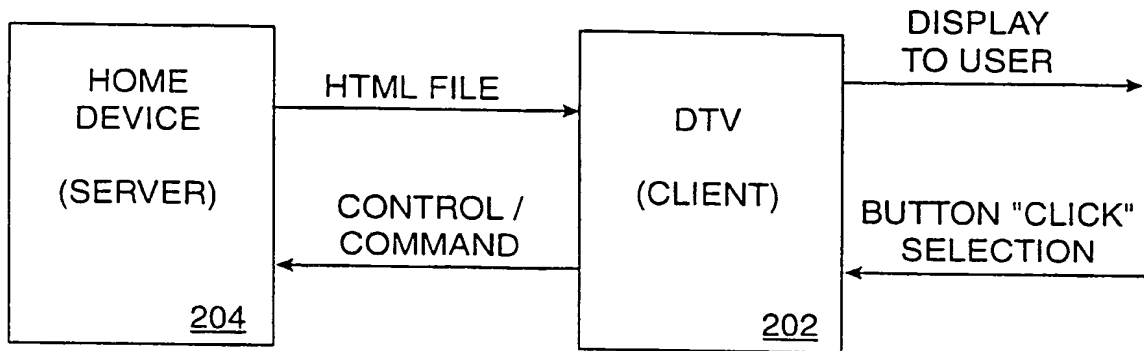 HOME
DEVICE
(SERVER)
204
HTML FILE
CONTROL /
COMMAND
DTV
(CLIENT)
202
DISPLAY
TO USER
BUTTON "CLICK"
SELECTION